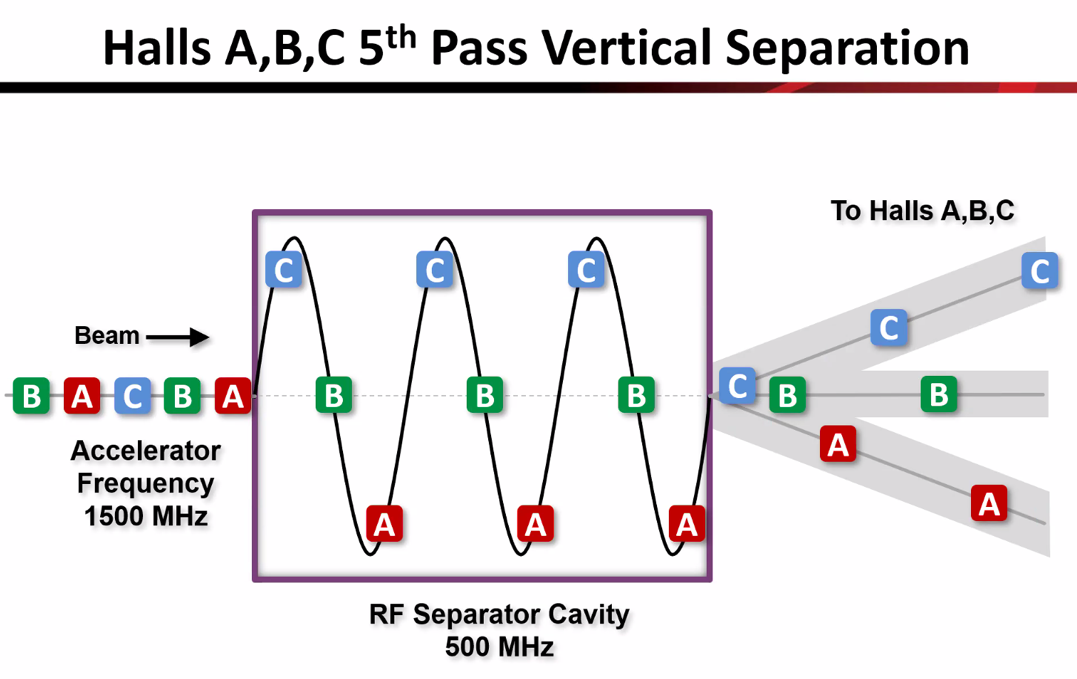 Halls A,B,C 5th Pass Vertical Separation
To Halls A,B,C
Beam
B A C B A
Accelerator
Frequency
1500 MHz
C C C
B B B
A A A
C C C
B B
A A
RF Separator Cavity
500 MHz